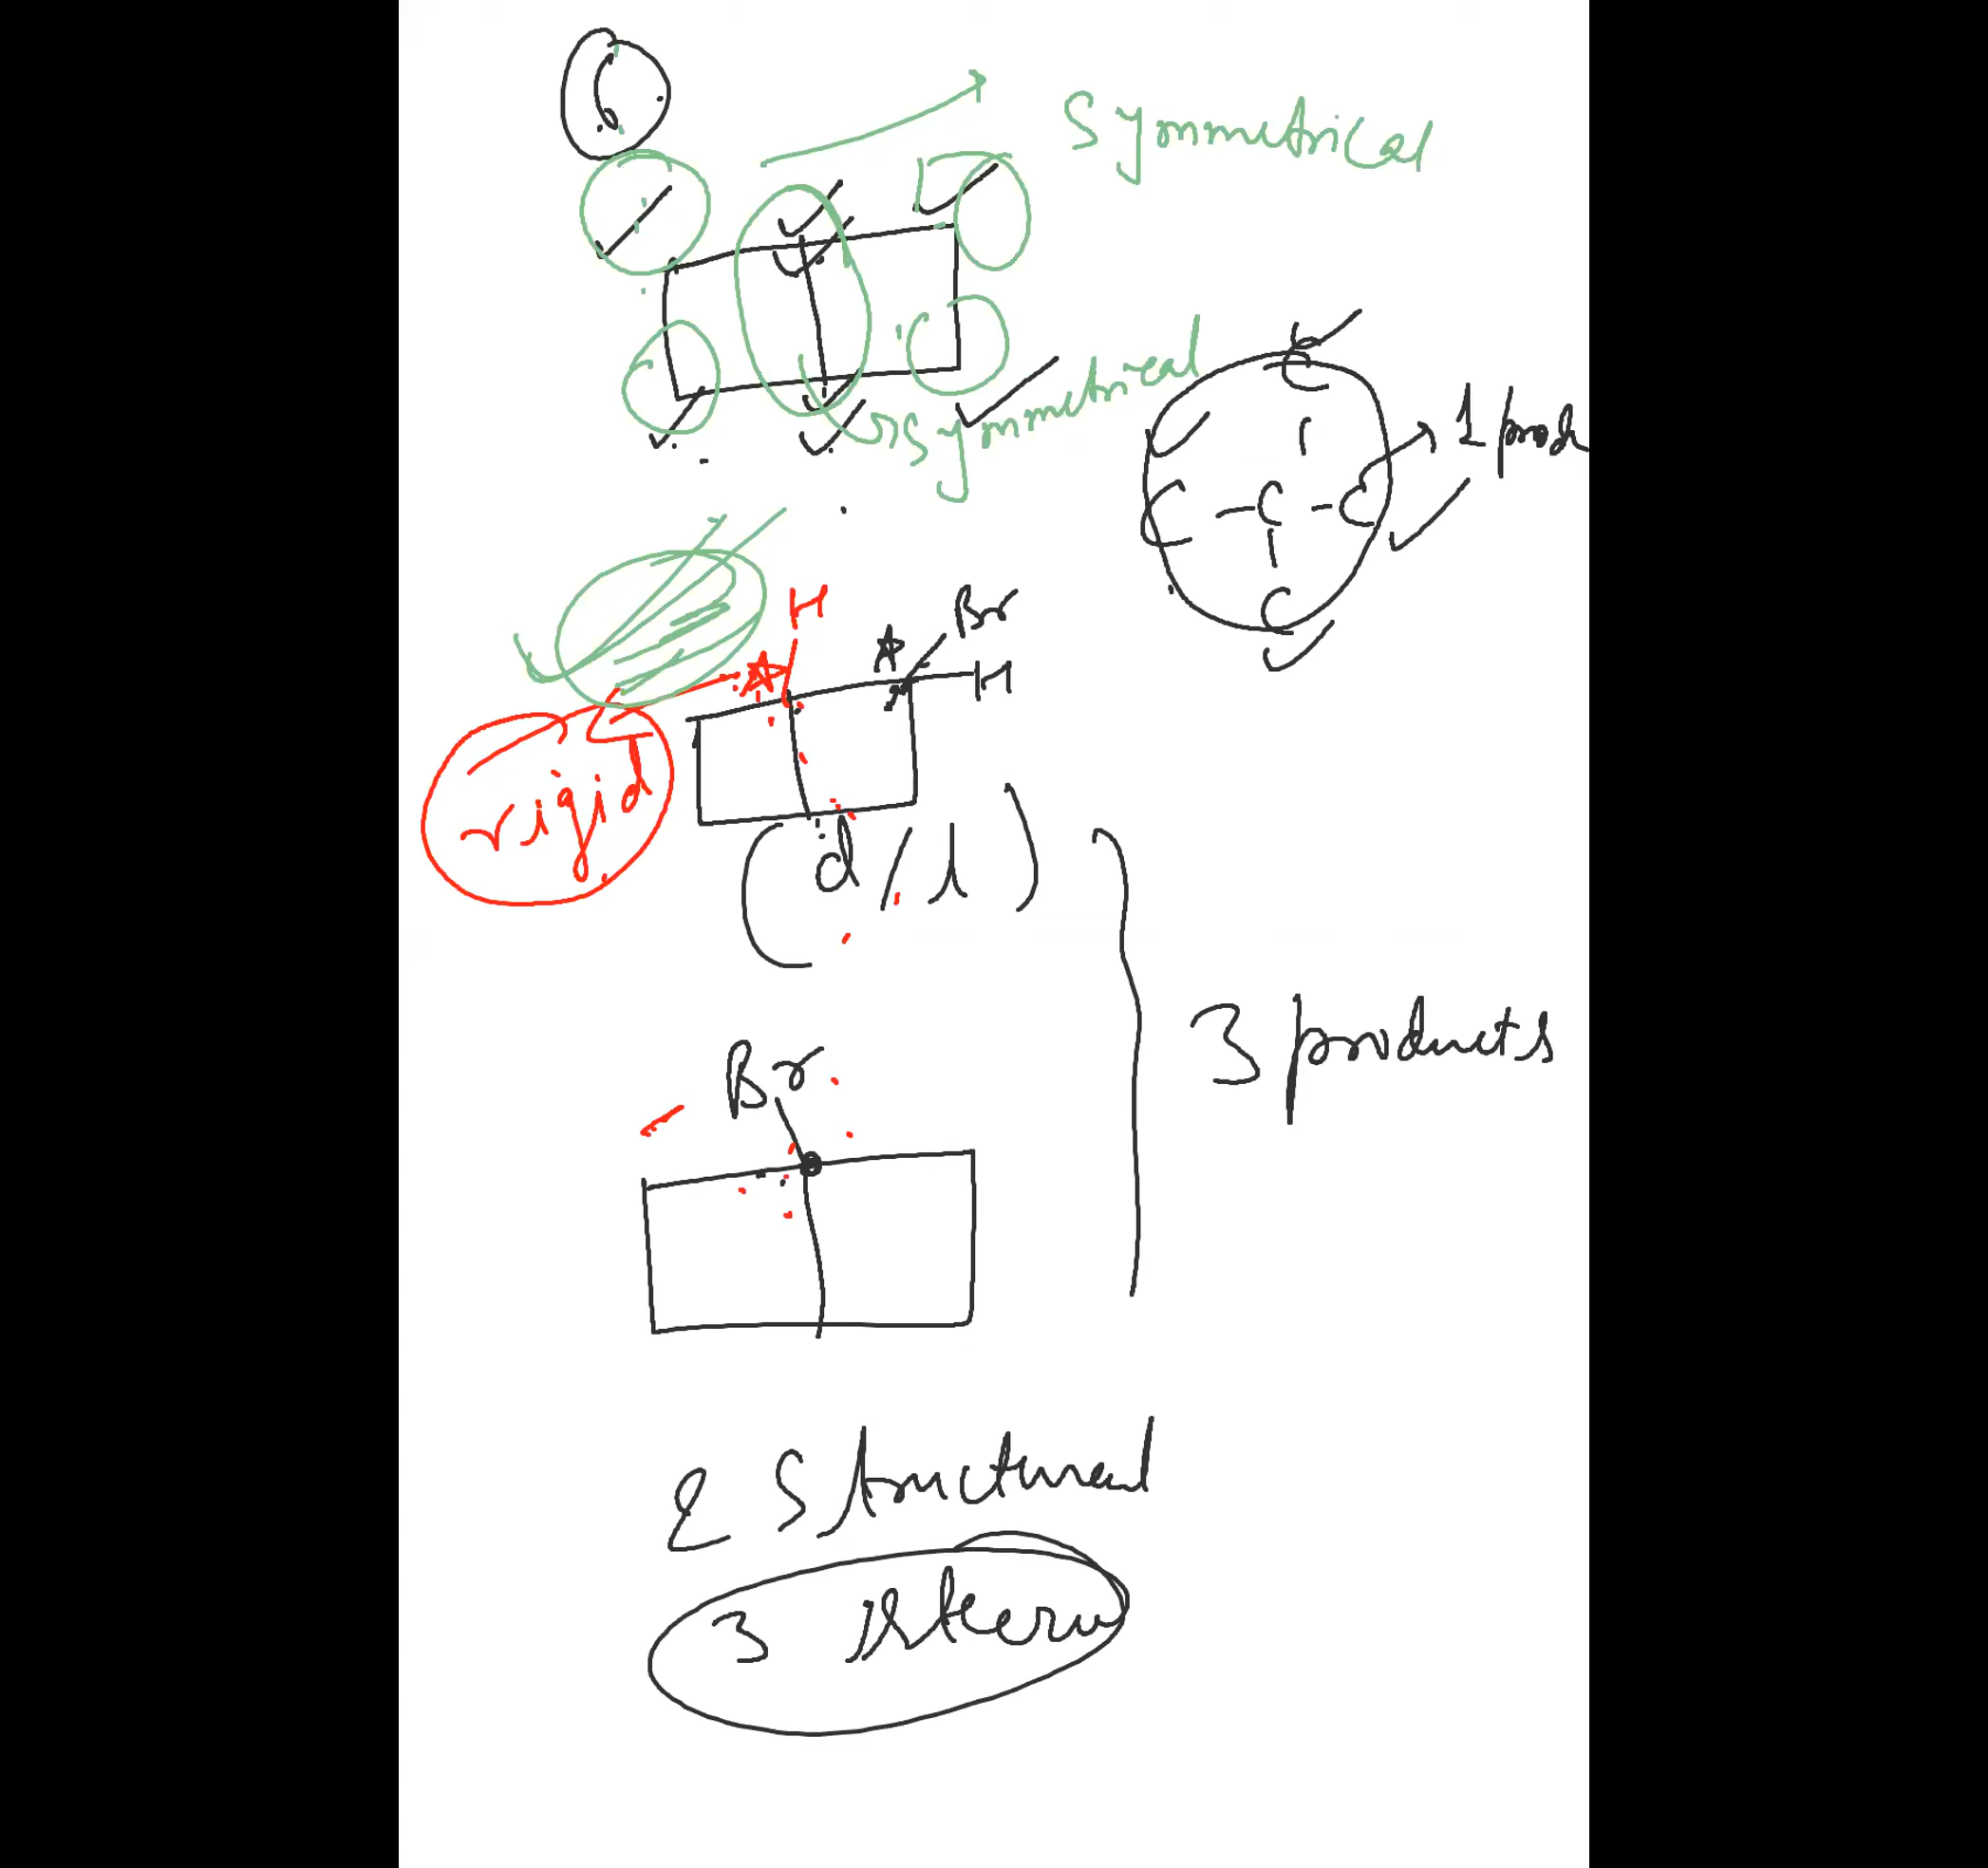 Symmetrical
Symmetrical
C
C - C - C
C
1 prod
H
Br
H
rigid
(d/l)
3 products
Br
2 Structural
3 stereo